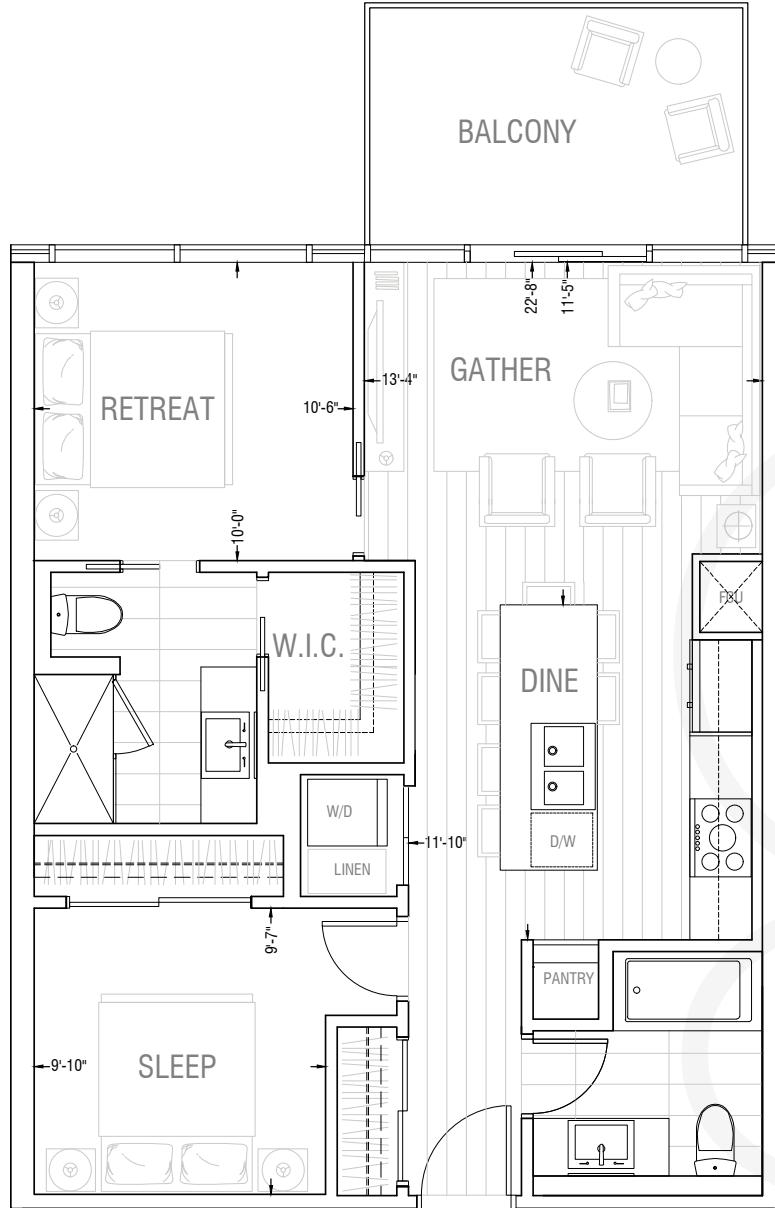 BALCONY
22'-8"
11'-5"
GATHER
13'-4"
RETREAT
10'-6"
10'-0"
FCU
W.I.C.
DINE
W/D
D/W
11'-10"
LINEN
9'-7"
PANTRY
9'-10"
SLEEP